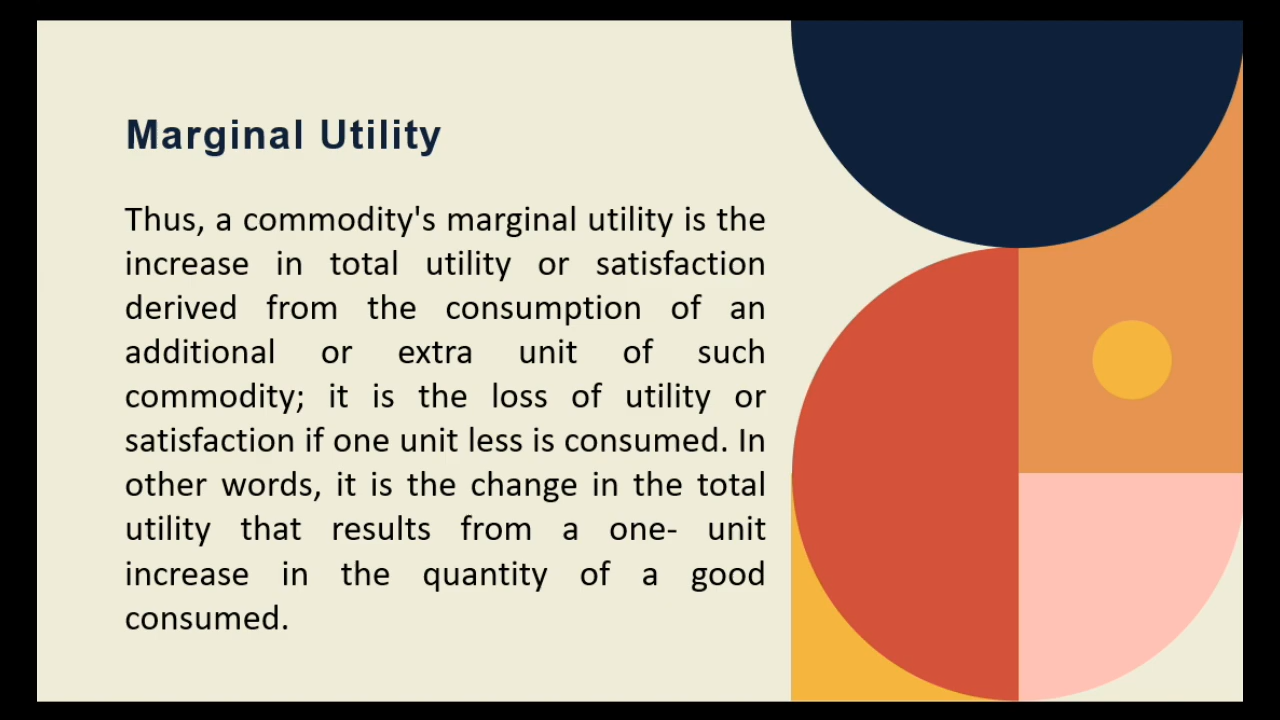 Marginal Utility
Thus, a commodity's marginal utility is the
increase in total utility or satisfaction
derived from the consumption of an
additional or extra unit of such
commodity; it is the loss of utility or
satisfaction if one unit less is consumed. In
other words, it is the change in the total
utility that results from a one- unit
increase in the quantity of a good
consumed.